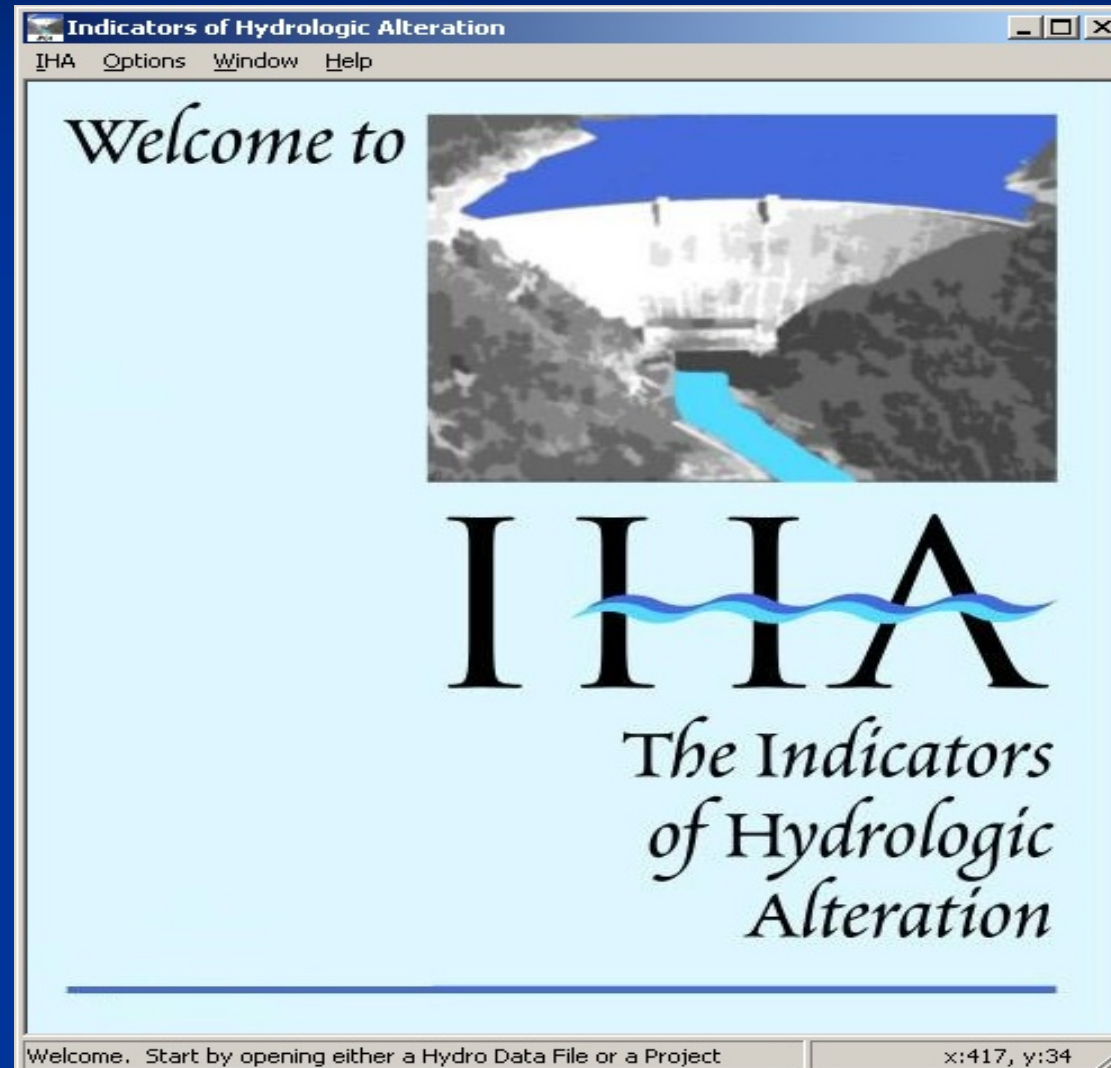 Indicators of Hydrologic Alteration
IHA Options Window Help
Welcome to
IHA
The Indicators
of Hydrologic
Alteration
Welcome. Start by opening either a Hydro Data File or a Project
x:417, y:34